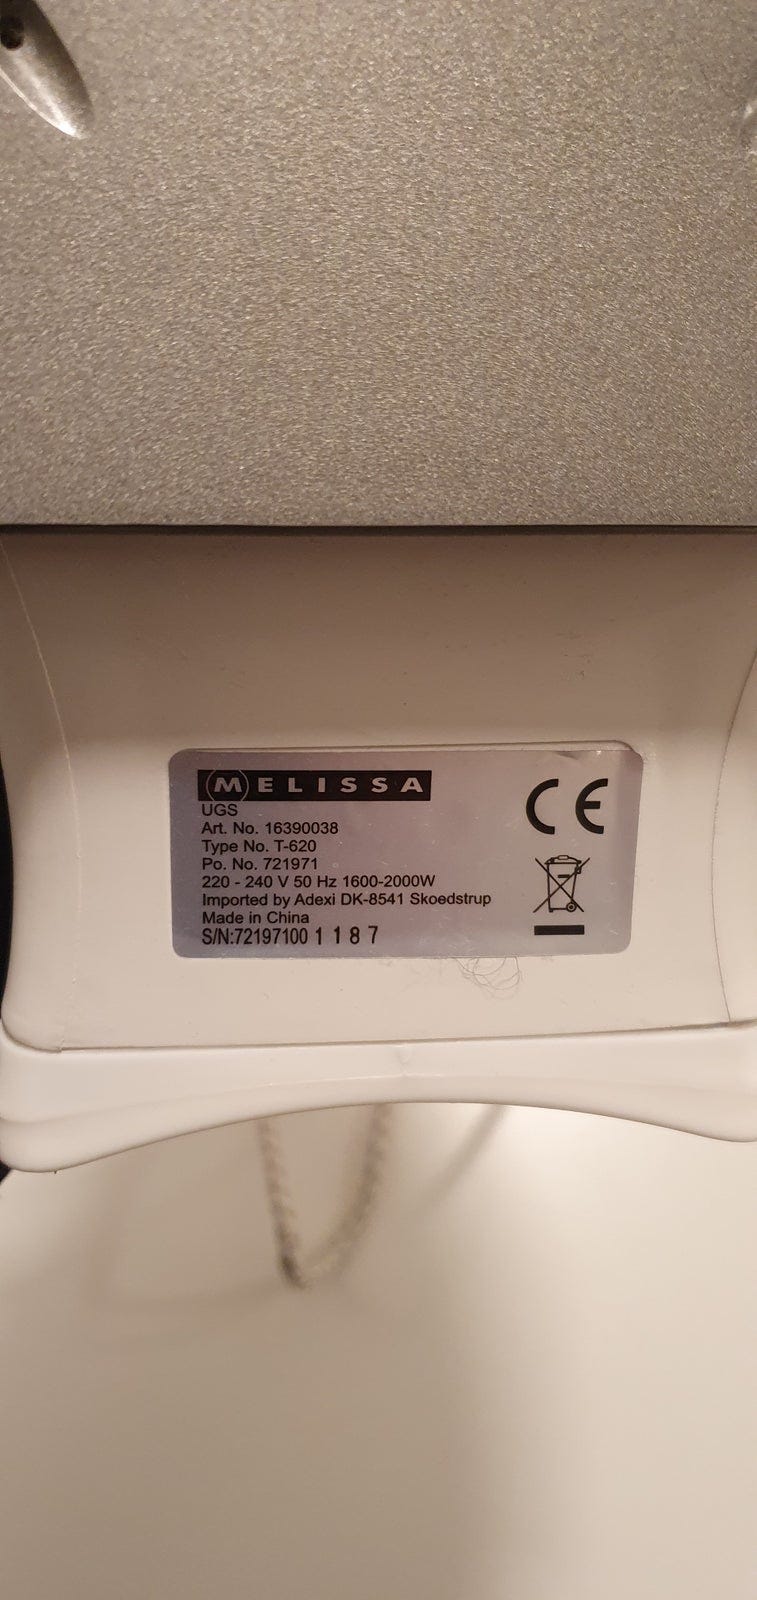 MELISSA
UGS
Art. No. 16390038
Type No. T-620
Po. No. 721971
220 - 240 V 50 Hz 1600-2000W
Imported by Adexi DK-8541 Skoedstrup
Made in China
S/N:72197100 1 1 8 7
CE